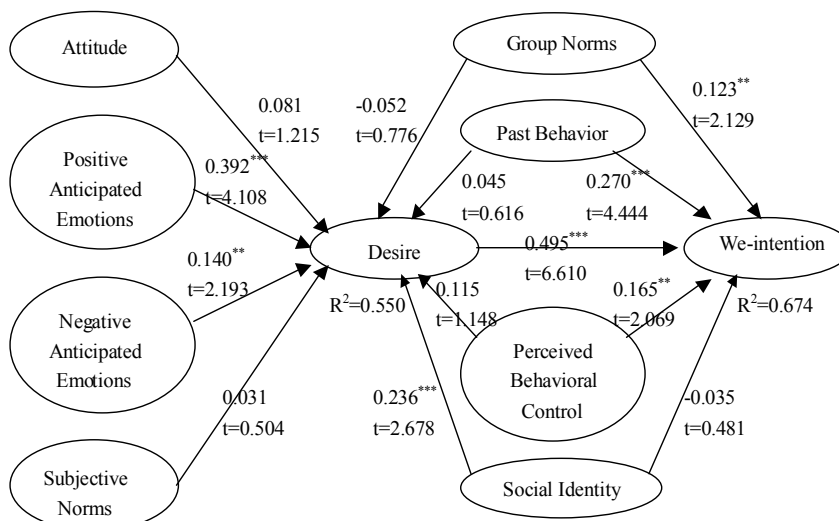 Attitude
Group Norms
0.081
t=1.215
-0.052
t=0.776
0.123**
t=2.129
Past Behavior
Positive
Anticipated
Emotions
0.392***
t=4.108
0.045
t=0.616
0.270***
t=4.444
Desire
0.495***
t=6.610
We-intention
0.140**
t=2.193
R²=0.550
0.115
t=1.148
0.165**
t=2.069
R²=0.674
Negative
Anticipated
Emotions
Perceived
Behavioral
Control
0.031
t=0.504
0.236***
t=2.678
-0.035
t=0.481
Subjective
Norms
Social Identity